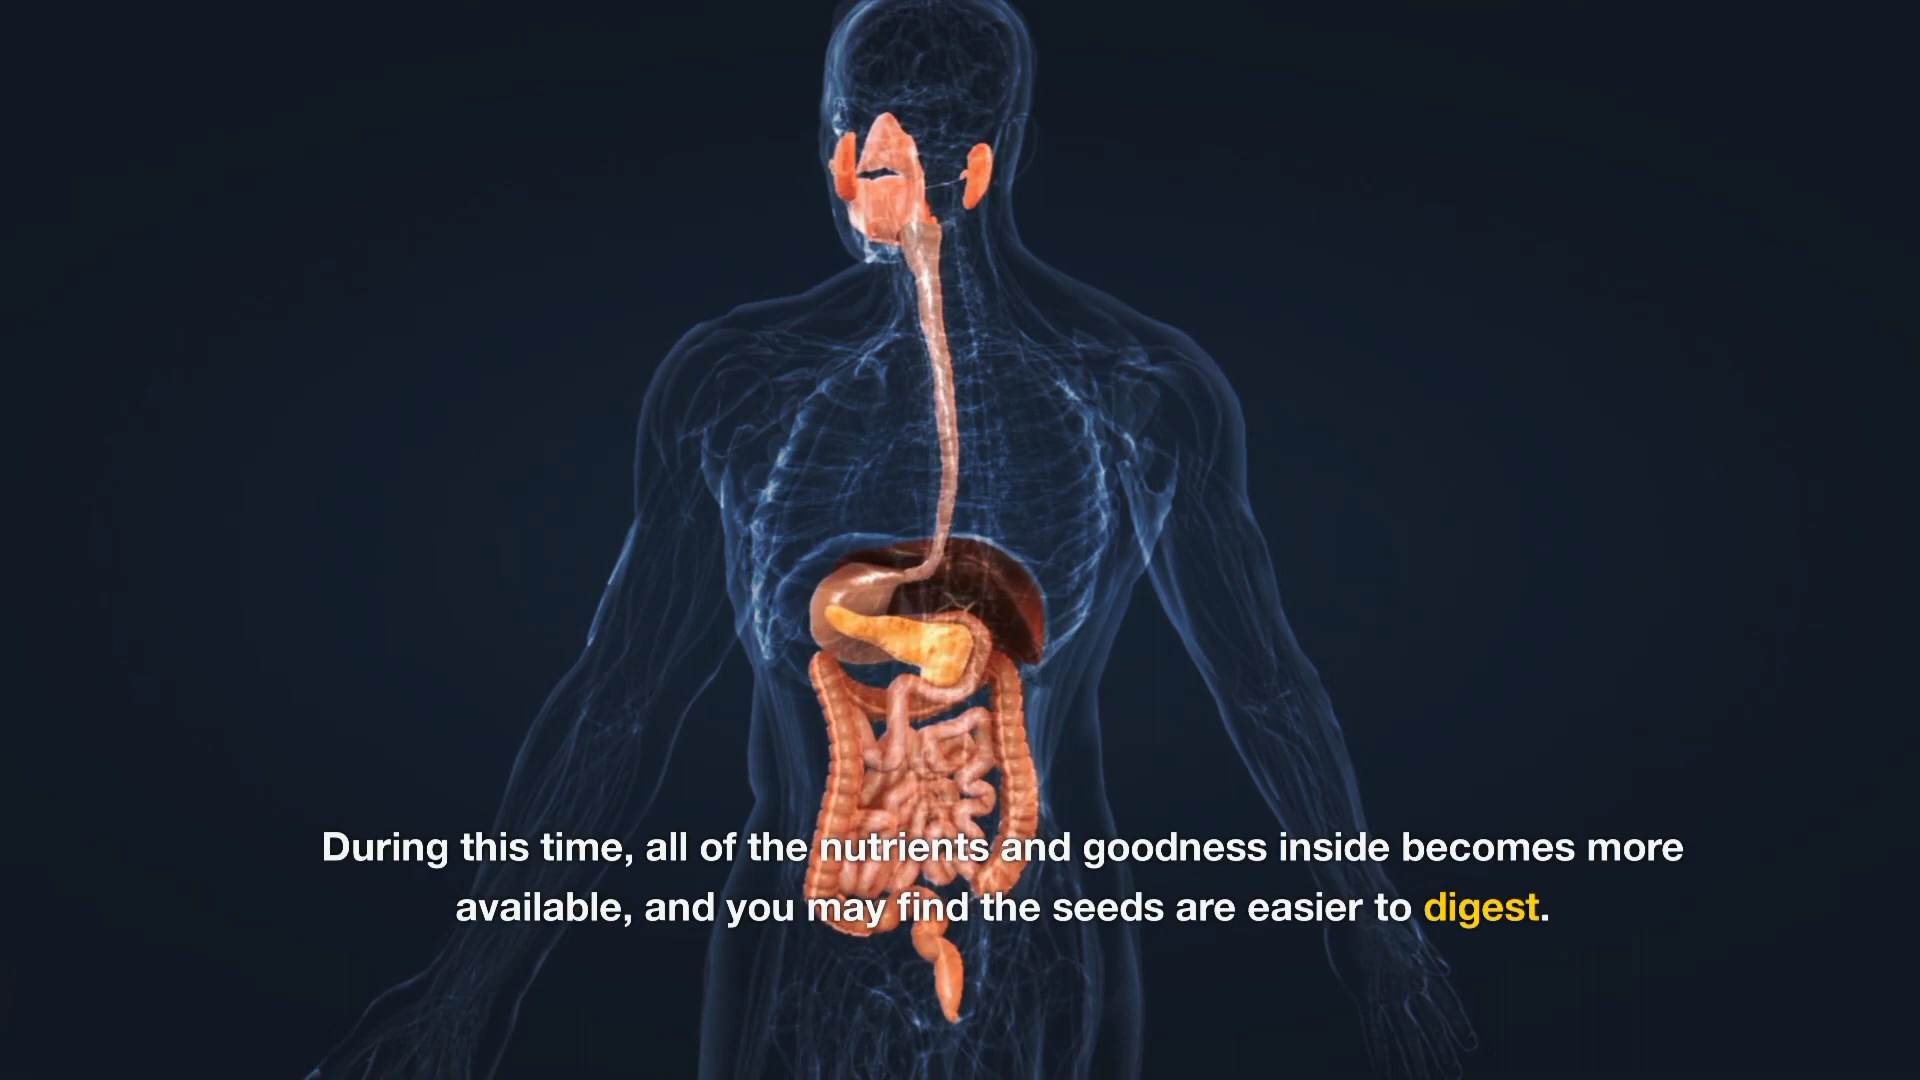 During this time, all of the nutrients and goodness inside becomes more
available, and you may find the seeds are easier to digest.